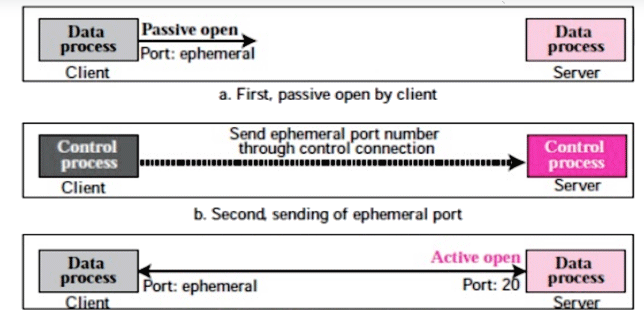 Data
process
Passive open
Port: ephemeral
Client
Data
process
Server
a. First, passive open by client
Control
process
Client
Send ephemeral port number
through control connection
Control
process
Server
b. Second, sending of ephemeral port
Data
process
Client
Port: ephemeral
Active open
Port: 20
Data
process
Server